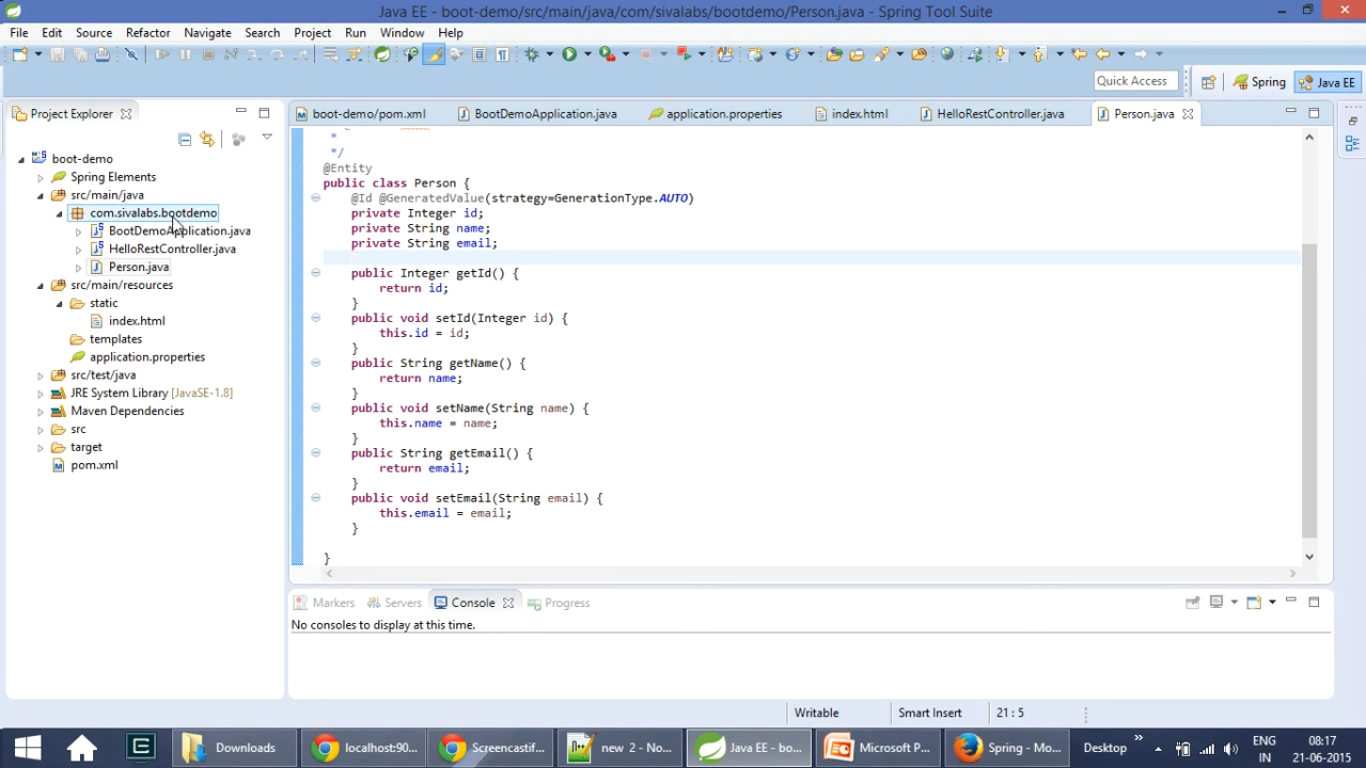 Java EE - boot-demo/src/main/java/com/sivalabs/bootdemo/Person.java - Spring Tool Suite
File Edit Source Refactor Navigate Search Project Run Window Help
Quick Access
Spring
Java EE
Project Explorer
boot-demo/pom.xml
BootDemoApplication.java
application.properties
index.html
HelloRestController.java
Person.java
boot-demo
Spring Elements
src/main/java
com.sivalabs.bootdemo
BootDemoApplication.java
HelloRestController.java
Person.java
src/main/resources
static
index.html
templates
application.properties
src/test/java
JRE System Library [JavaSE-1.8]
Maven Dependencies
src
target
pom.xml
*
*/
@Entity
public class Person {
@Id @GeneratedValue(strategy=GenerationType.AUTO)
private Integer id;
private String name;
private String email;
public Integer getId() {
return id;
}
public void setId(Integer id) {
this.id = id;
}
public String getName() {
return name;
}
public void setName(String name) {
this.name = name;
}
public String getEmail() {
return email;
}
public void setEmail(String email) {
this.email = email;
}
}
Markers
Servers
Console
Progress
No consoles to display at this time.
Writable
Smart Insert
21 : 5
Downloads
localhost:90...
Screencastif...
new 2 - No...
Java EE - bo...
Microsoft P...
Spring - Mo...
Desktop
ENG
IN
08:17
21-06-2015